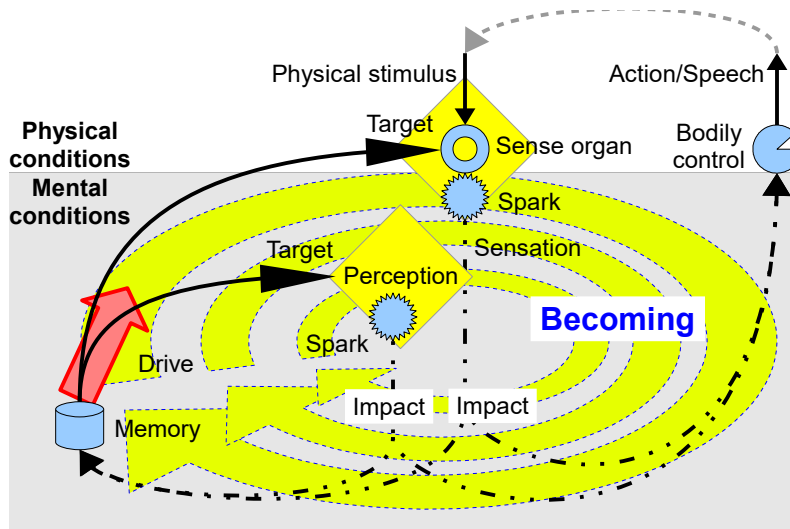 Physical stimulus
Action/Speech
Physical
conditions
Target
Sense organ
Bodily
control
Mental
conditions
Spark
Target
Sensation
Perception
Becoming
Drive
Spark
Impact
Impact
Memory